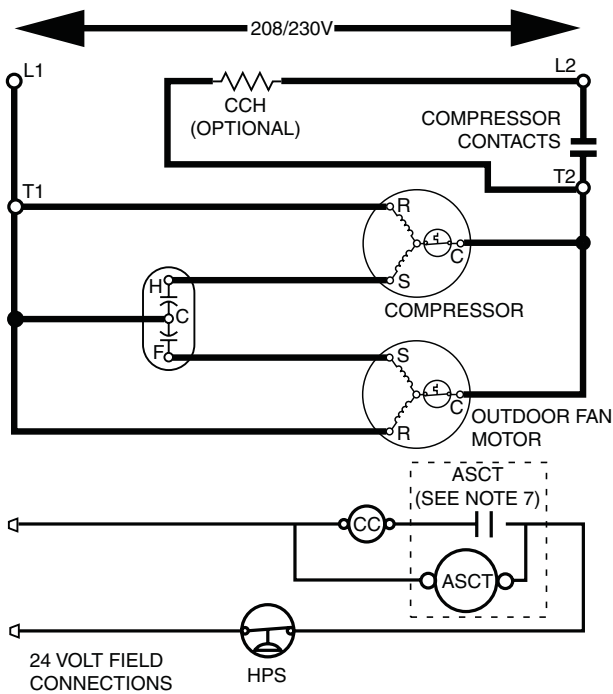 208/230V
L1
L2
CCH
(OPTIONAL)
COMPRESSOR
CONTACTS
T1
T2
R
C
S
COMPRESSOR
H
C
F
S
C
R
OUTDOOR FAN
MOTOR
ASCT
(SEE NOTE 7)
CC
ASCT
24 VOLT FIELD
CONNECTIONS
HPS